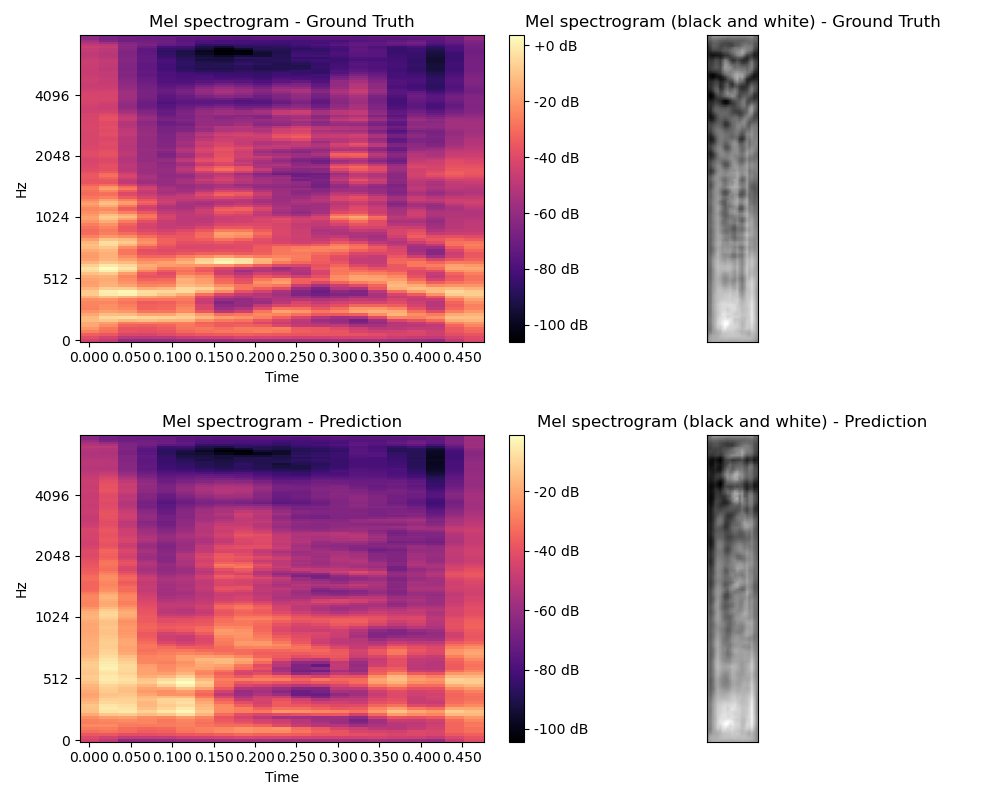 Mel spectrogram - Ground Truth
Mel spectrogram (black and white) - Ground Truth
+0 dB
4096
-20 dB
2048
-40 dB
Hz
1024
-60 dB
512
-80 dB
-100 dB
0
0.000 0.050 0.100 0.150 0.200 0.250 0.300 0.350 0.400 0.450
Time
Mel spectrogram - Prediction
Mel spectrogram (black and white) - Prediction
4096
-20 dB
2048
-40 dB
Hz
1024
-60 dB
512
-80 dB
-100 dB
0
0.000 0.050 0.100 0.150 0.200 0.250 0.300 0.350 0.400 0.450
Time